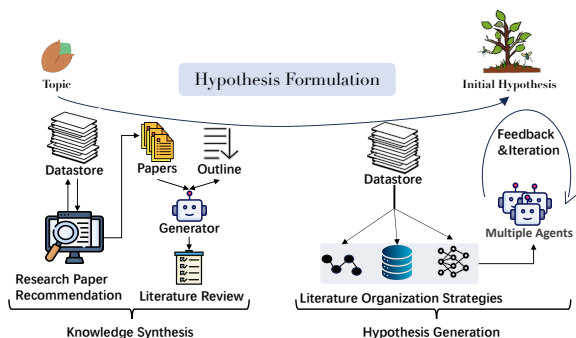 Topic
Hypothesis Formulation
Initial Hypothesis
Datastore
Papers
Outline
Generator
Research Paper
Recommendation
Literature Review
Knowledge Synthesis
Datastore
Feedback
&Iteration
Multiple Agents
Literature Organization Strategies
Hypothesis Generation